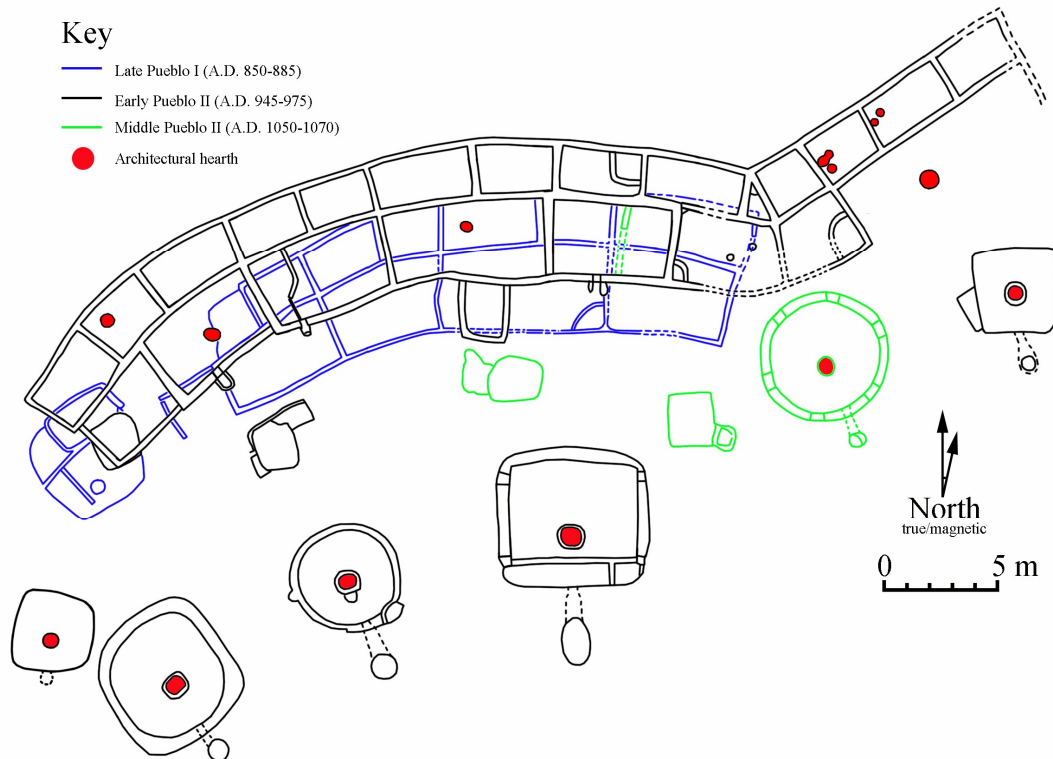 Key
Late Pueblo I (A.D. 850-885)
Early Pueblo II (A.D. 945-975)
Middle Pueblo II (A.D. 1050-1070)
Architectural hearth
North
true/magnetic
0 5 m